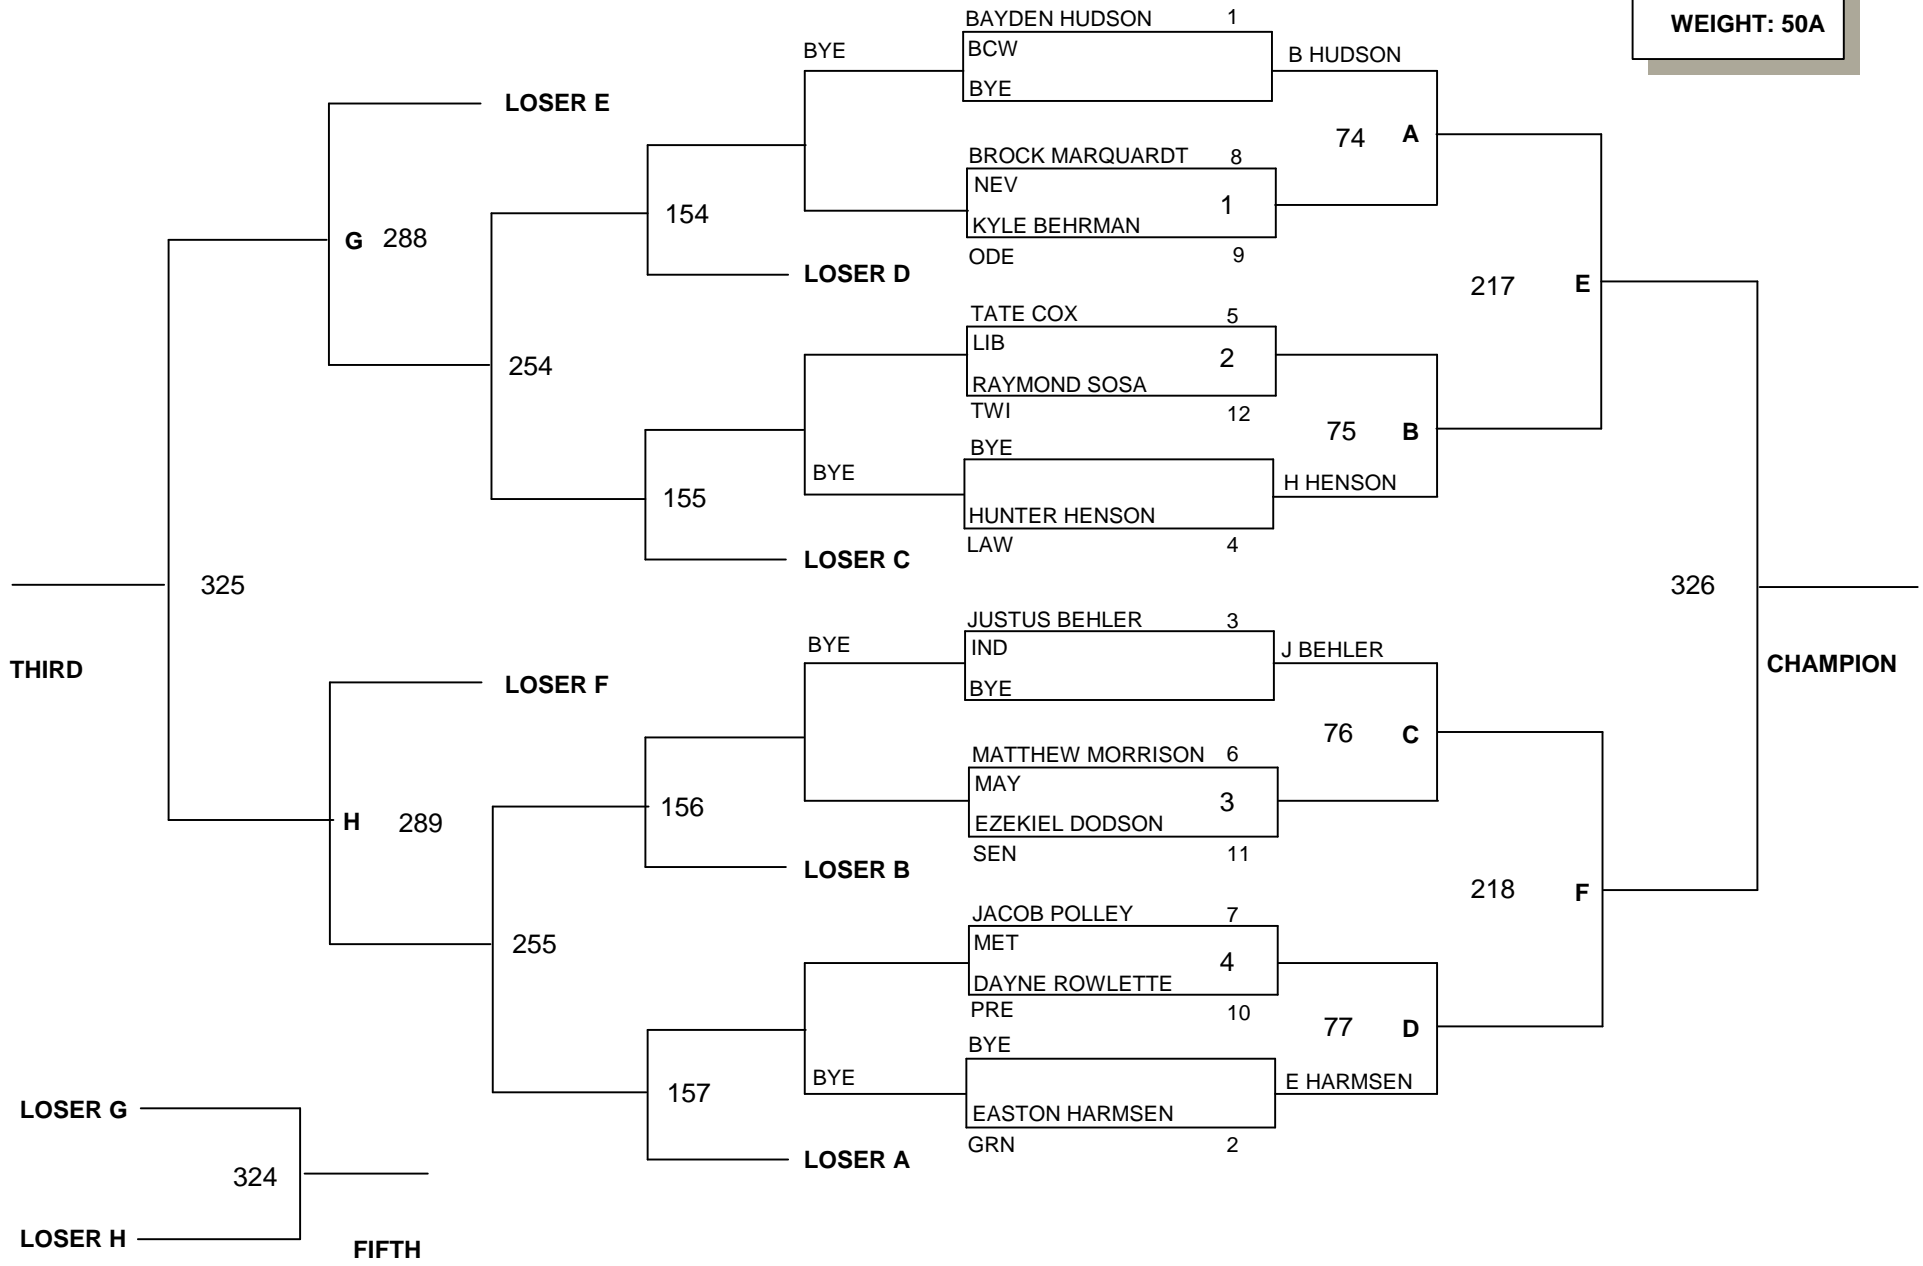 WEIGHT: 50A
BAYDEN HUDSON 1
BCW
BYE
BYE
B HUDSON
LOSER E
74 A
BROCK MARQUARDT 8
NEV
1
KYLE BEHRMAN
ODE 9
154
G 288
LOSER D
217 E
TATE COX 5
LIB
2
RAYMOND SOSA
TWI 12
254
75 B
BYE
BYE
H HENSON
155
HUNTER HENSON
LAW 4
LOSER C
325
326
JUSTUS BEHLER 3
IND
BYE
BYE
J BEHLER
THIRD
CHAMPION
LOSER F
76 C
MATTHEW MORRISON 6
MAY
3
EZEKIEL DODSON
SEN 11
156
H 289
LOSER B
218 F
JACOB POLLEY 7
MET
4
DAYNE ROWLETTE
PRE 10
255
77 D
BYE
BYE
E HARMSEN
157
EASTON HARMSEN
GRN 2
LOSER A
LOSER G
324
LOSER H
FIFTH